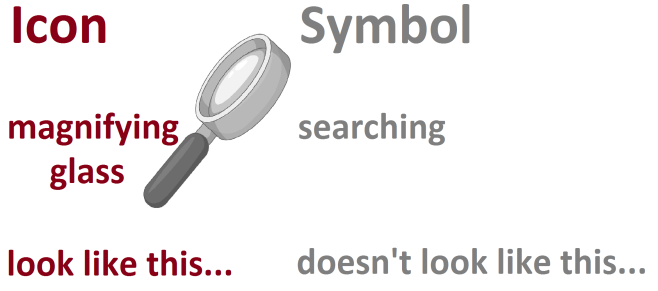 Icon
Symbol
magnifying
glass
searching
look like this...
doesn't look like this...